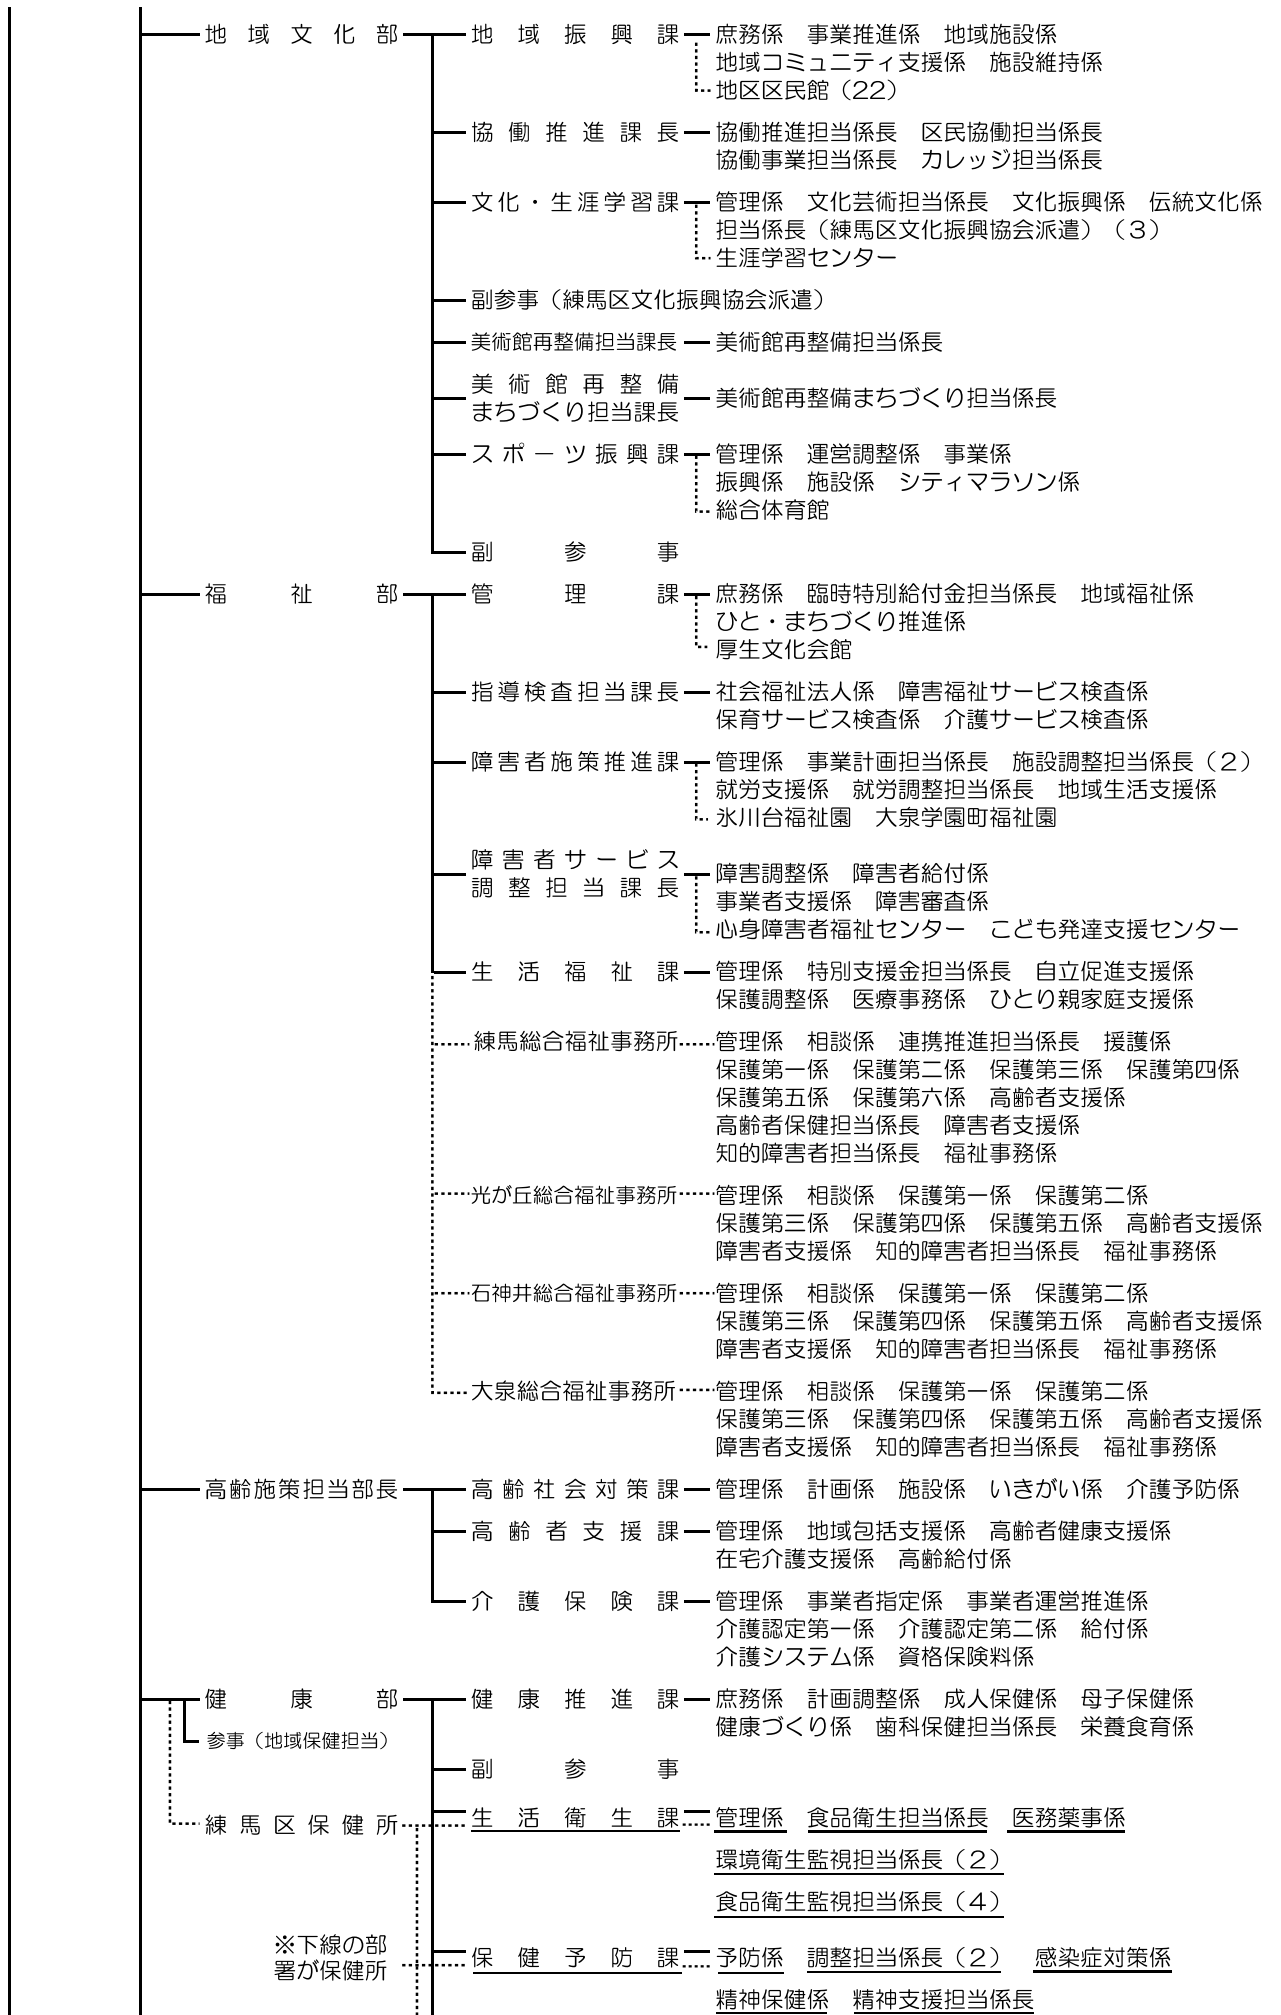 地域文化部 地域振興課 庶務係　事業推進係　地域施設係
地域コミュニティ支援係　施設維持係
地区区民館（22）
協働推進課長 協働推進担当係長　区民協働担当係長
協働事業担当係長　カレッジ担当係長
文化・生涯学習課 管理係　文化芸術担当係長　文化振興係　伝統文化係
担当係長（練馬区文化振興協会派遣）（3）
生涯学習センター
副参事（練馬区文化振興協会派遣）
美術館再整備担当課長 美術館再整備担当係長
美術館再整備
まちづくり担当課長 美術館再整備まちづくり担当係長
スポーツ振興課 管理係　運営調整係　事業係
振興係　施設係　シティマラソン係
総合体育館
副参事
福祉部 管理課 庶務係　臨時特別給付金担当係長　地域福祉係
ひと・まちづくり推進係
厚生文化会館
指導検査担当課長 社会福祉法人係　障害福祉サービス検査係
保育サービス検査係　介護サービス検査係
障害者施策推進課 管理係　事業計画担当係長　施設調整担当係長（2）
就労支援係　就労調整担当係長　地域生活支援係
氷川台福祉園　大泉学園町福祉園
障害者サービス
調整担当課長 障害調整係　障害者給付係
事業者支援係　障害審査係
心身障害者福祉センター　こども発達支援センター
生活福祉課 管理係　特別支援金担当係長　自立促進支援係
保護調整係　医療事務係　ひとり親家庭支援係
練馬総合福祉事務所 管理係　相談係　連携推進担当係長　援護係
保護第一係　保護第二係　保護第三係　保護第四係
保護第五係　保護第六係　高齢者支援係
高齢者保健担当係長　障害者支援係
知的障害者担当係長　福祉事務係
光が丘総合福祉事務所 管理係　相談係　保護第一係　保護第二係
保護第三係　保護第四係　保護第五係　高齢者支援係
障害者支援係　知的障害者担当係長　福祉事務係
石神井総合福祉事務所 管理係　相談係　保護第一係　保護第二係
保護第三係　保護第四係　保護第五係　高齢者支援係
障害者支援係　知的障害者担当係長　福祉事務係
大泉総合福祉事務所 管理係　相談係　保護第一係　保護第二係
保護第三係　保護第四係　保護第五係　高齢者支援係
障害者支援係　知的障害者担当係長　福祉事務係
高齢施策担当部長 高齢社会対策課 管理係　計画係　施設係　いきがい係　介護予防係
高齢者支援課 管理係　地域包括支援係　高齢者健康支援係
在宅介護支援係　高齢給付係
介護保険課 管理係　事業者指定係　事業者運営推進係
介護認定第一係　介護認定第二係　給付係
介護システム係　資格保険料係
健康部 健康推進課 庶務係　計画調整係　成人保健係　母子保健係
健康づくり係　歯科保健担当係長　栄養食育係
参事（地域保健担当）
副参事
練馬区保健所 生活衛生課 管理係　食品衛生担当係長　医務薬事係
環境衛生監視担当係長（2）
食品衛生監視担当係長（4）
※下線の部
署が保健所
保健予防課 予防係　調整担当係長（2）　感染症対策係
精神保健係　精神支援担当係長